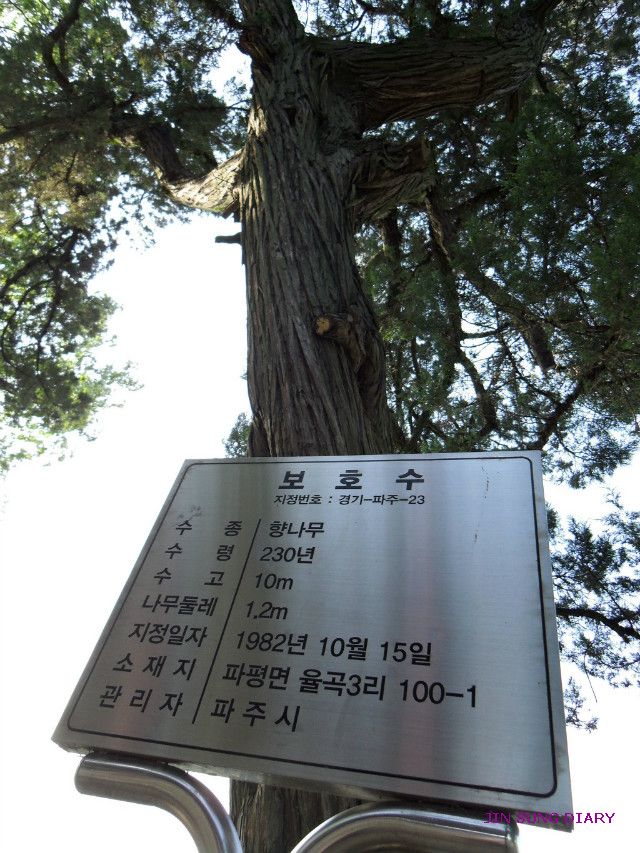 보 호 수
지정번호 : 경기-파주-23
수 종 향나무
수 령 230년
수 고 10m
나무둘레 1.2m
지정일자 1982년 10월 15일
소 재 지 파평면 율곡3리 100-1
관 리 자 파 주 시
JIN SUNG DIARY